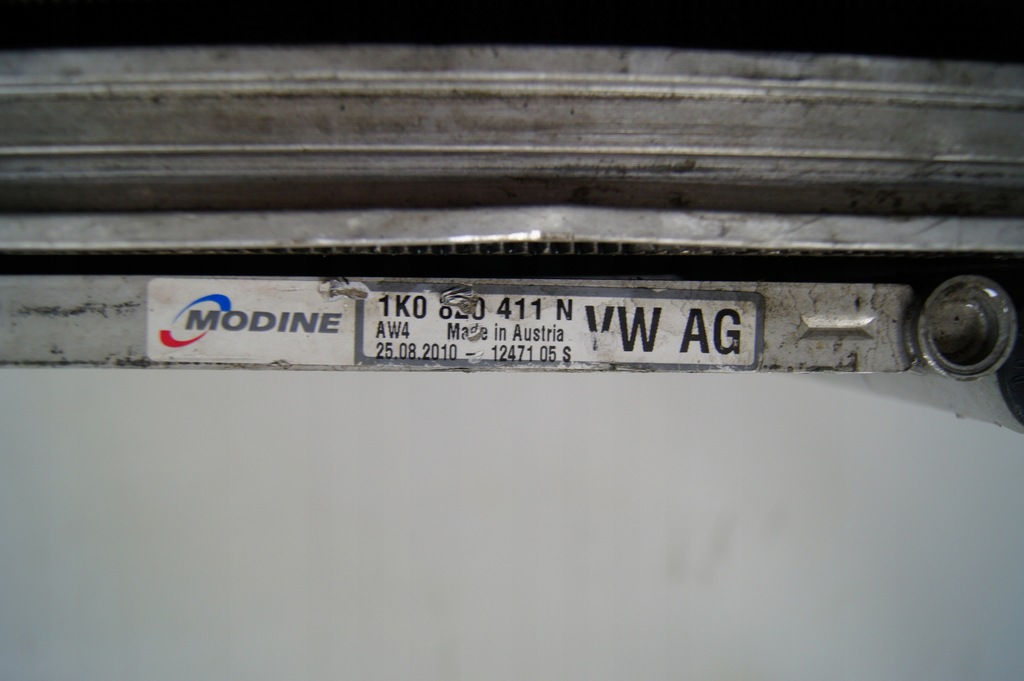 MODINE
1K0 820 411 N
AW4 Made in Austria
25.08.2010 - 12471 05 S
VW AG